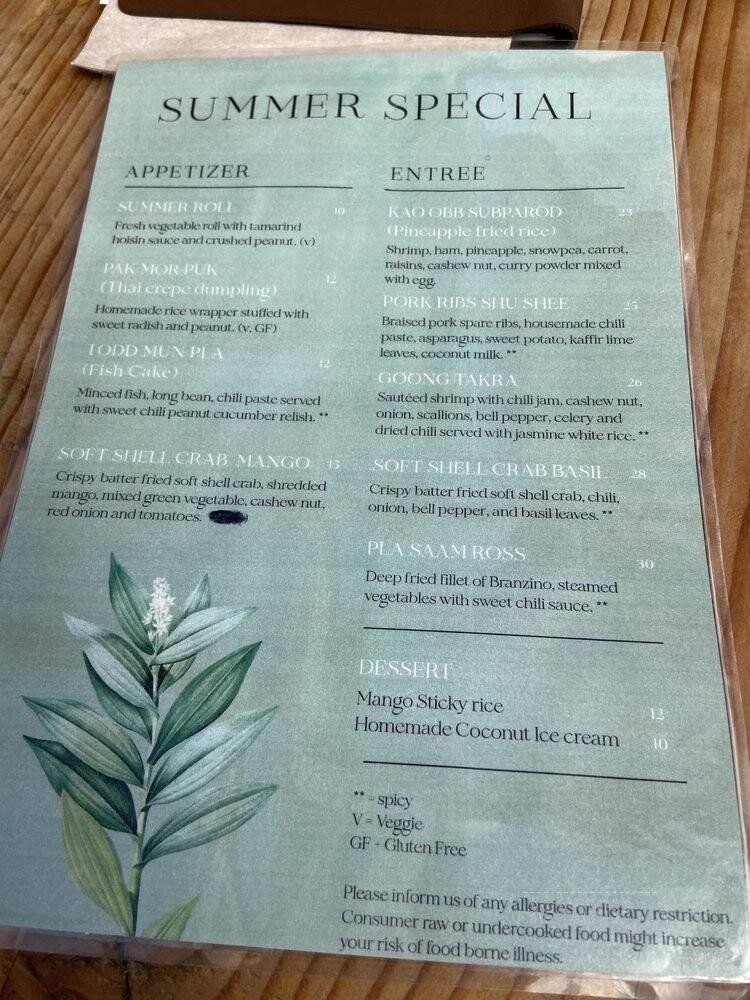 SUMMER SPECIAL
APPETIZER
SUMMER ROLL 10
Fresh vegetable roll with tamarind
hoisin sauce and crushed peanut. (v)
PAK MOR PUK
(Thai crepe dumpling) 12
Homemade rice wrapper stuffed with
sweet radish and peanut. (v, GF)
TODD MUN PLA
(Fish Cake) 12
Minced fish, long bean, chili paste served
with sweet chili peanut cucumber relish. **
SOFT SHELL CRAB MANGO 15
Crispy batter fried soft shell crab, shredded
mango, mixed green vegetable, cashew nut,
red onion and tomatoes.
ENTREE
KAO OBB SUBPAROD 23
(Pineapple fried rice)
Shrimp, ham, pineapple, snowpea, carrot,
raisins, cashew nut, curry powder mixed
with egg.
PORK RIBS SHU SHEE 25
Braised pork spare ribs, housemade chili
paste, asparagus, sweet potato, kaffir lime
leaves, coconut milk. **
GOONG TAKRA 26
Sautéed shrimp with chili jam, cashew nut,
onion, scallions, bell pepper, celery and
dried chili served with jasmine white rice. **
SOFT SHELL CRAB BASIL 28
Crispy batter fried soft shell crab, chili,
onion, bell pepper, and basil leaves. **
PLA SAAM ROSS 30
Deep fried fillet of Branzino, steamed
vegetables with sweet chili sauce. **
DESSERT
Mango Sticky rice 12
Homemade Coconut Ice cream 10
** = spicy
V = Veggie
GF = Gluten Free
Please inform us of any allergies or dietary restriction.
Consumer raw or undercooked food might increase
your risk of food borne illness.